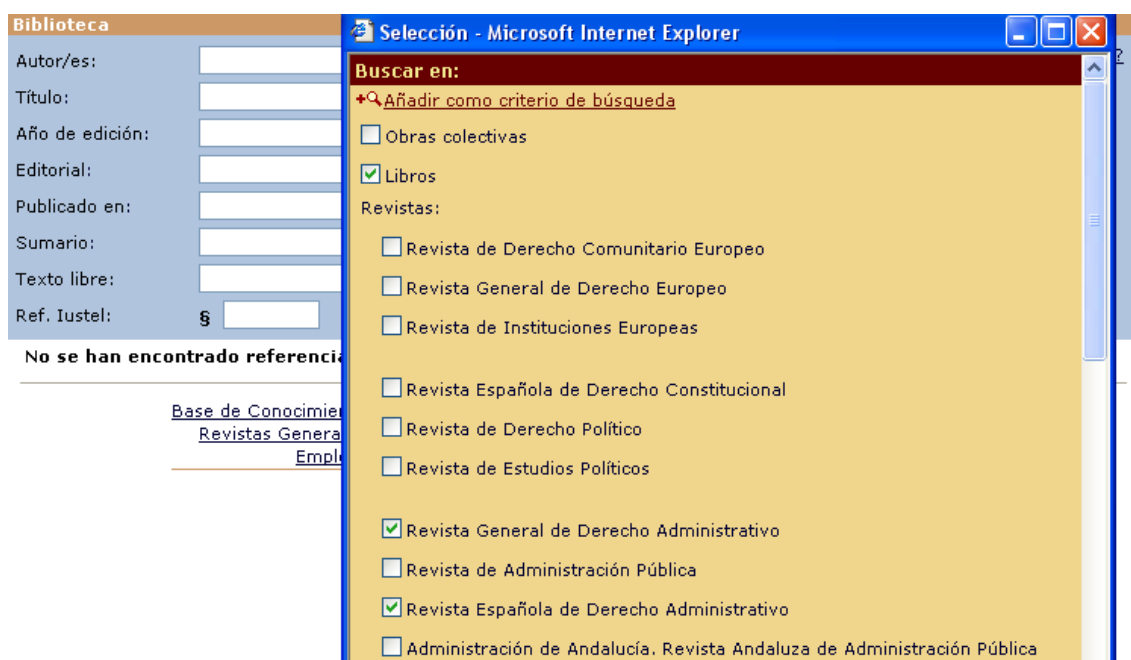 Biblioteca
Autor/es:
Título:
Año de edición:
Editorial:
Publicado en:
Sumario:
Texto libre:
Ref. Iustel: §
No se han encontrado
Base de
Revistas
?
Selección - Microsoft Internet Explorer
Buscar en:
Añadir como criterio de búsqueda
Obras colectivas
Libros
Revistas:
Revista de Derecho Comunitario Europeo
Revista General de Derecho Europeo
Revista de Instituciones Europeas
Revista Española de Derecho Constitucional
Revista de Derecho Político
Revista de Estudios Políticos
Revista General de Derecho Administrativo
Revista de Administración Pública
Revista Española de Derecho Administrativo
Administración de Andalucía. Revista Andaluza de Administración Pública